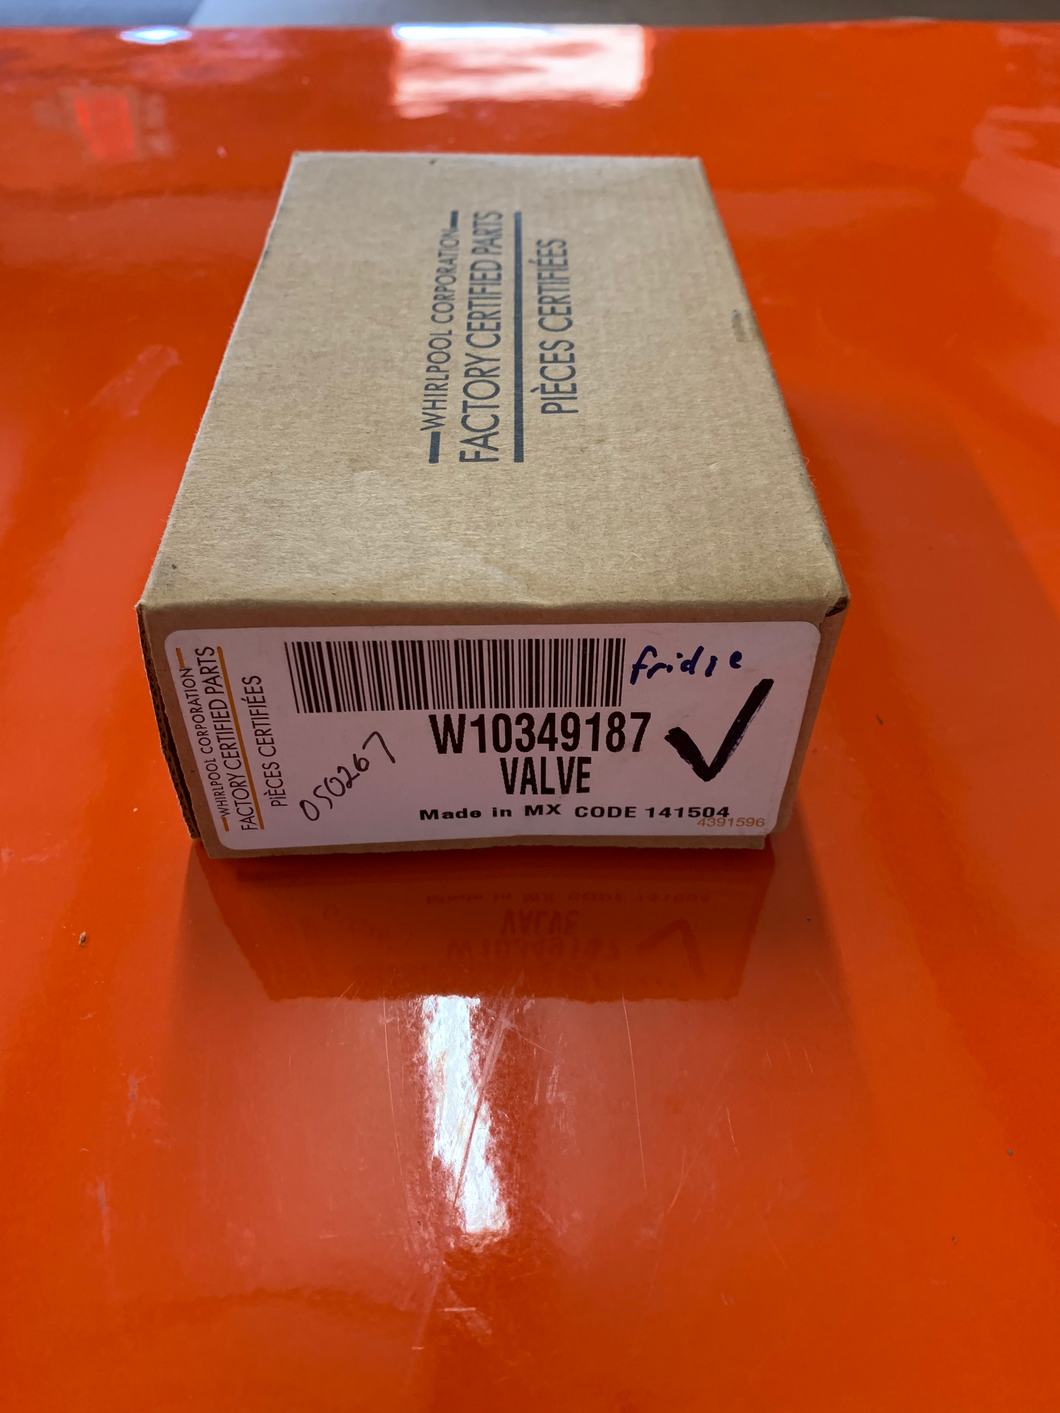 WHIRLPOOL CORPORATION
FACTORY CERTIFIED PARTS
PIÈCES CERTIFIÉES
WHIRLPOOL CORPORATION
FACTORY CERTIFIED PARTS
PIÈCES CERTIFIÉES
fridge
W10349187
VALVE
050267
Made in MX CODE 141504
4391596